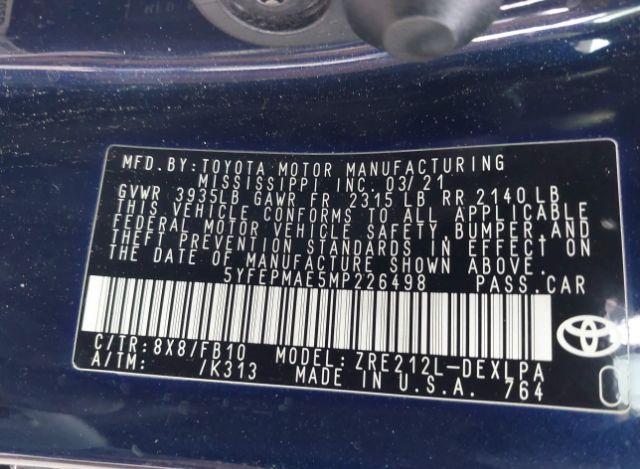 MFD. BY: TOYOTA MOTOR MANUFACTURING
MISSISSIPPI INC. 03/21
GVWR 3935LB GAWR FR 2315 LB RR 2140 LB
THIS VEHICLE CONFORMS TO ALL APPLICABLE
FEDERAL MOTOR VEHICLE SAFETY, BUMPER AND
THEFT PREVENTION STANDARDS IN EFFECT ON
THE DATE OF MANUFACTURE SHOWN ABOVE.
5YFEPMAE5MP226498 PASS. CAR
C/TR: 8X8/FB10 MODEL: ZRE212L-DEXLPA
A/TM: /K313 MADE IN U.S.A. 764